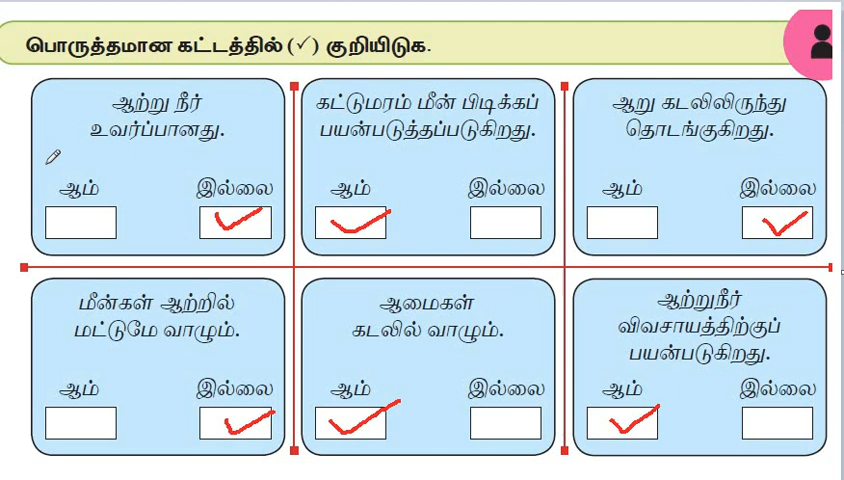 பொருத்தமான கட்டத்தில் (✓) குறியிடுக.
ஆற்று நீர்
உவர்ப்பானது.
ஆம் இல்லை
கட்டுமரம் மீன் பிடிக்கப்
பயன்படுத்தப்படுகிறது.
ஆம் இல்லை
ஆறு கடலிலிருந்து
தொடங்குகிறது.
ஆம் இல்லை
மீன்கள் ஆற்றில்
மட்டுமே வாழும்.
ஆம் இல்லை
ஆமைகள்
கடலில் வாழும்.
ஆம் இல்லை
ஆற்றுநீர்
விவசாயத்திற்குப்
பயன்படுகிறது.
ஆம் இல்லை